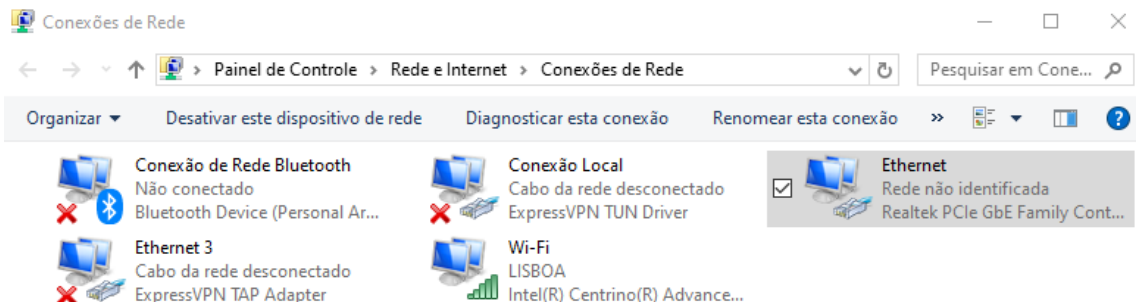 Conexões de Rede
Painel de Controle > Rede e Internet > Conexões de Rede
Pesquisar em Cone...
Organizar
Desativar este dispositivo de rede
Diagnosticar esta conexão
Renomear esta conexão
»
Conexão de Rede Bluetooth
Não conectado
Bluetooth Device (Personal Ar...
Conexão Local
Cabo da rede desconectado
ExpressVPN TUN Driver
Ethernet
Rede não identificada
Realtek PCIe GbE Family Cont...
Ethernet 3
Cabo da rede desconectado
ExpressVPN TAP Adapter
Wi-Fi
LISBOA
Intel(R) Centrino(R) Advance...